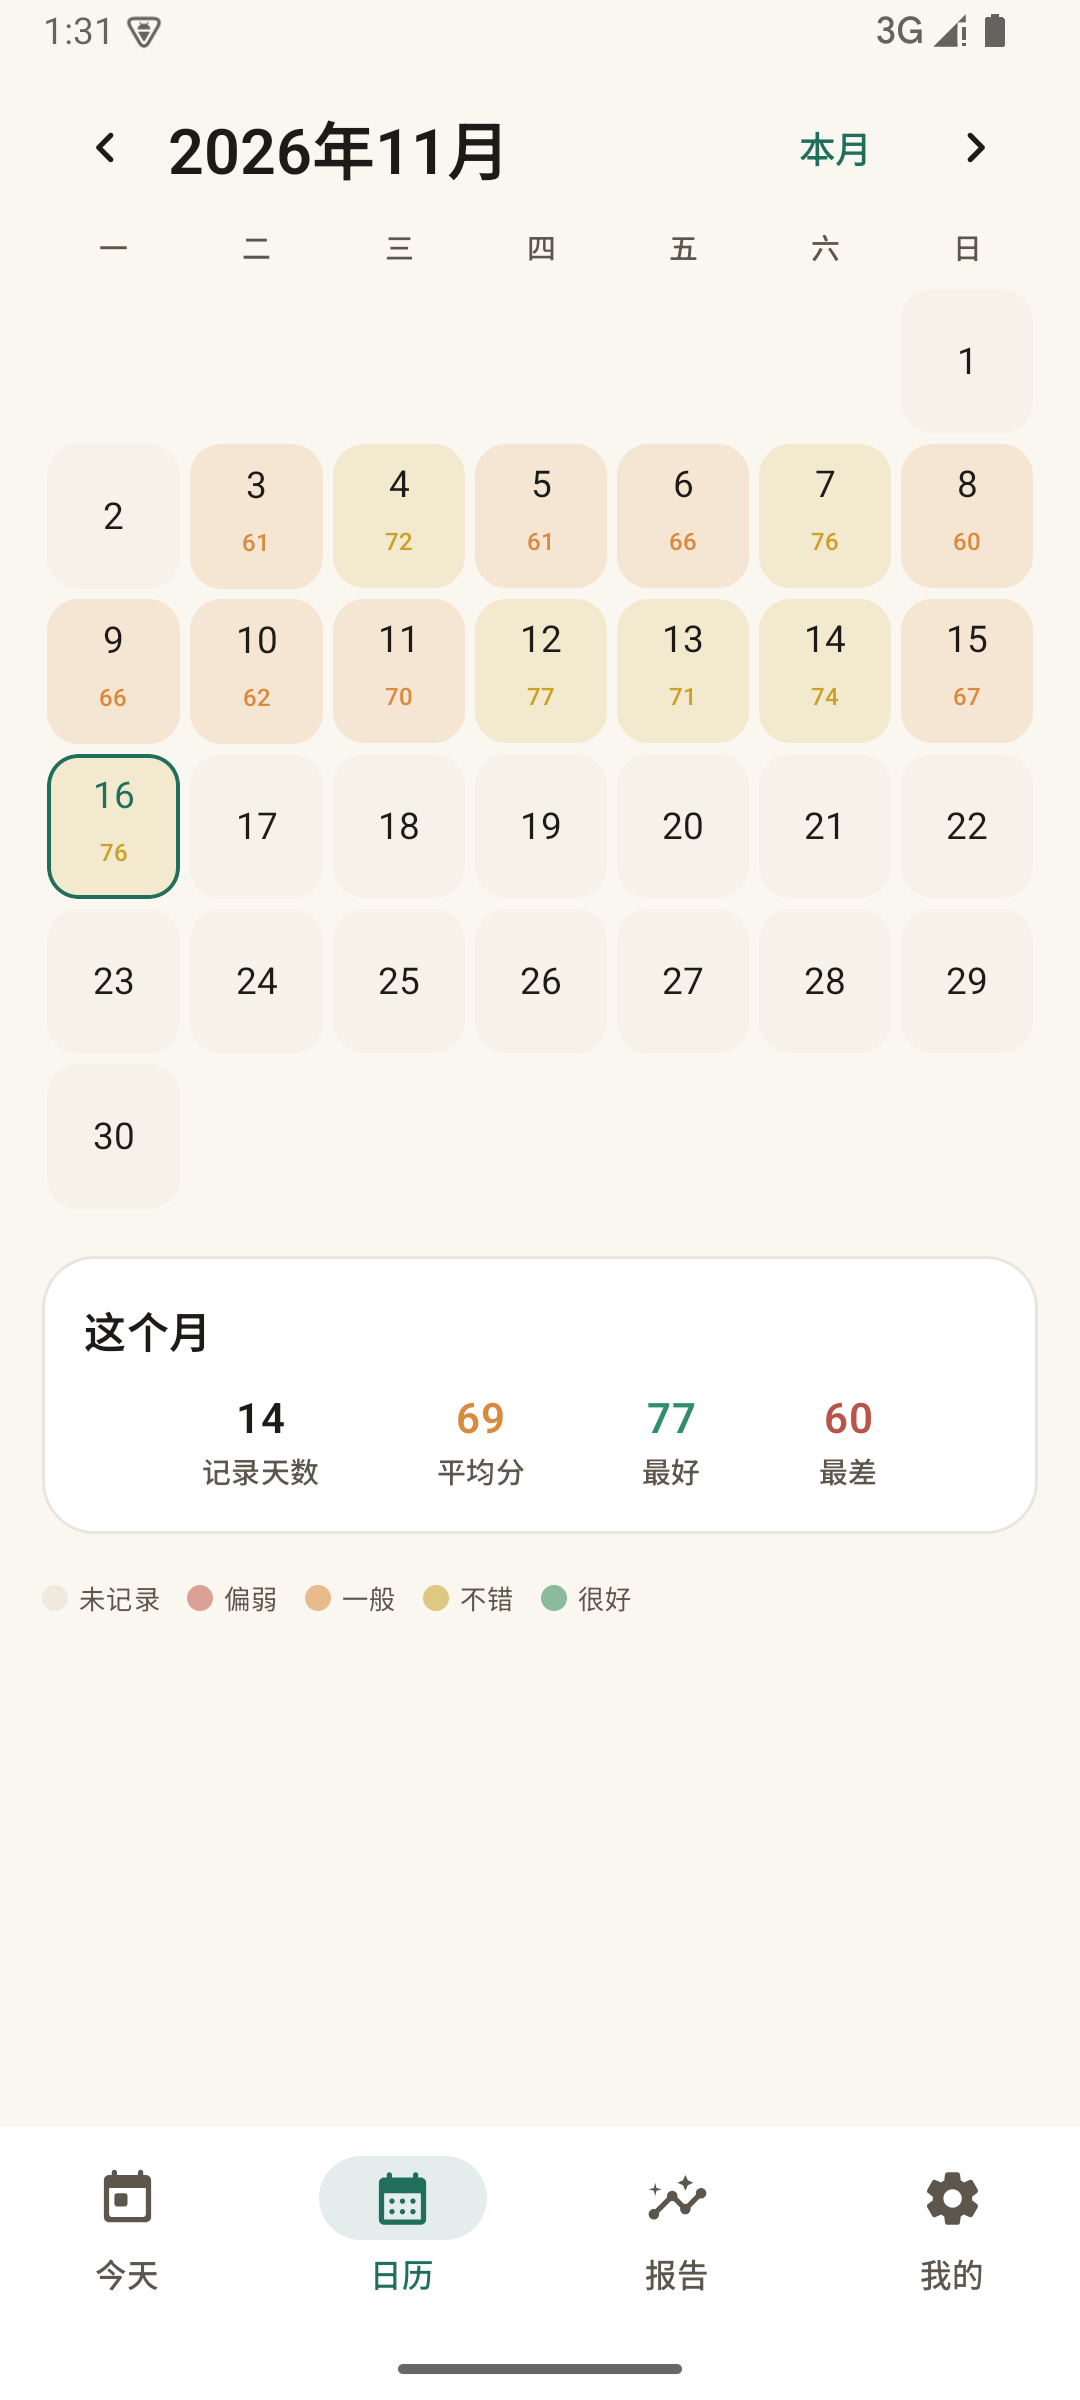 1:31 3G
2026年11月 本月
一 二 三 四 五 六 日
1
2 3 4 5 6 7 8
61 72 61 66 76 60
9 10 11 12 13 14 15
66 62 70 77 71 74 67
16 17 18 19 20 21 22
76
23 24 25 26 27 28 29
30
这个月
14 69 77 60
记录天数 平均分 最好 最差
未记录 偏弱 一般 不错 很好
今天 日历 报告 我的